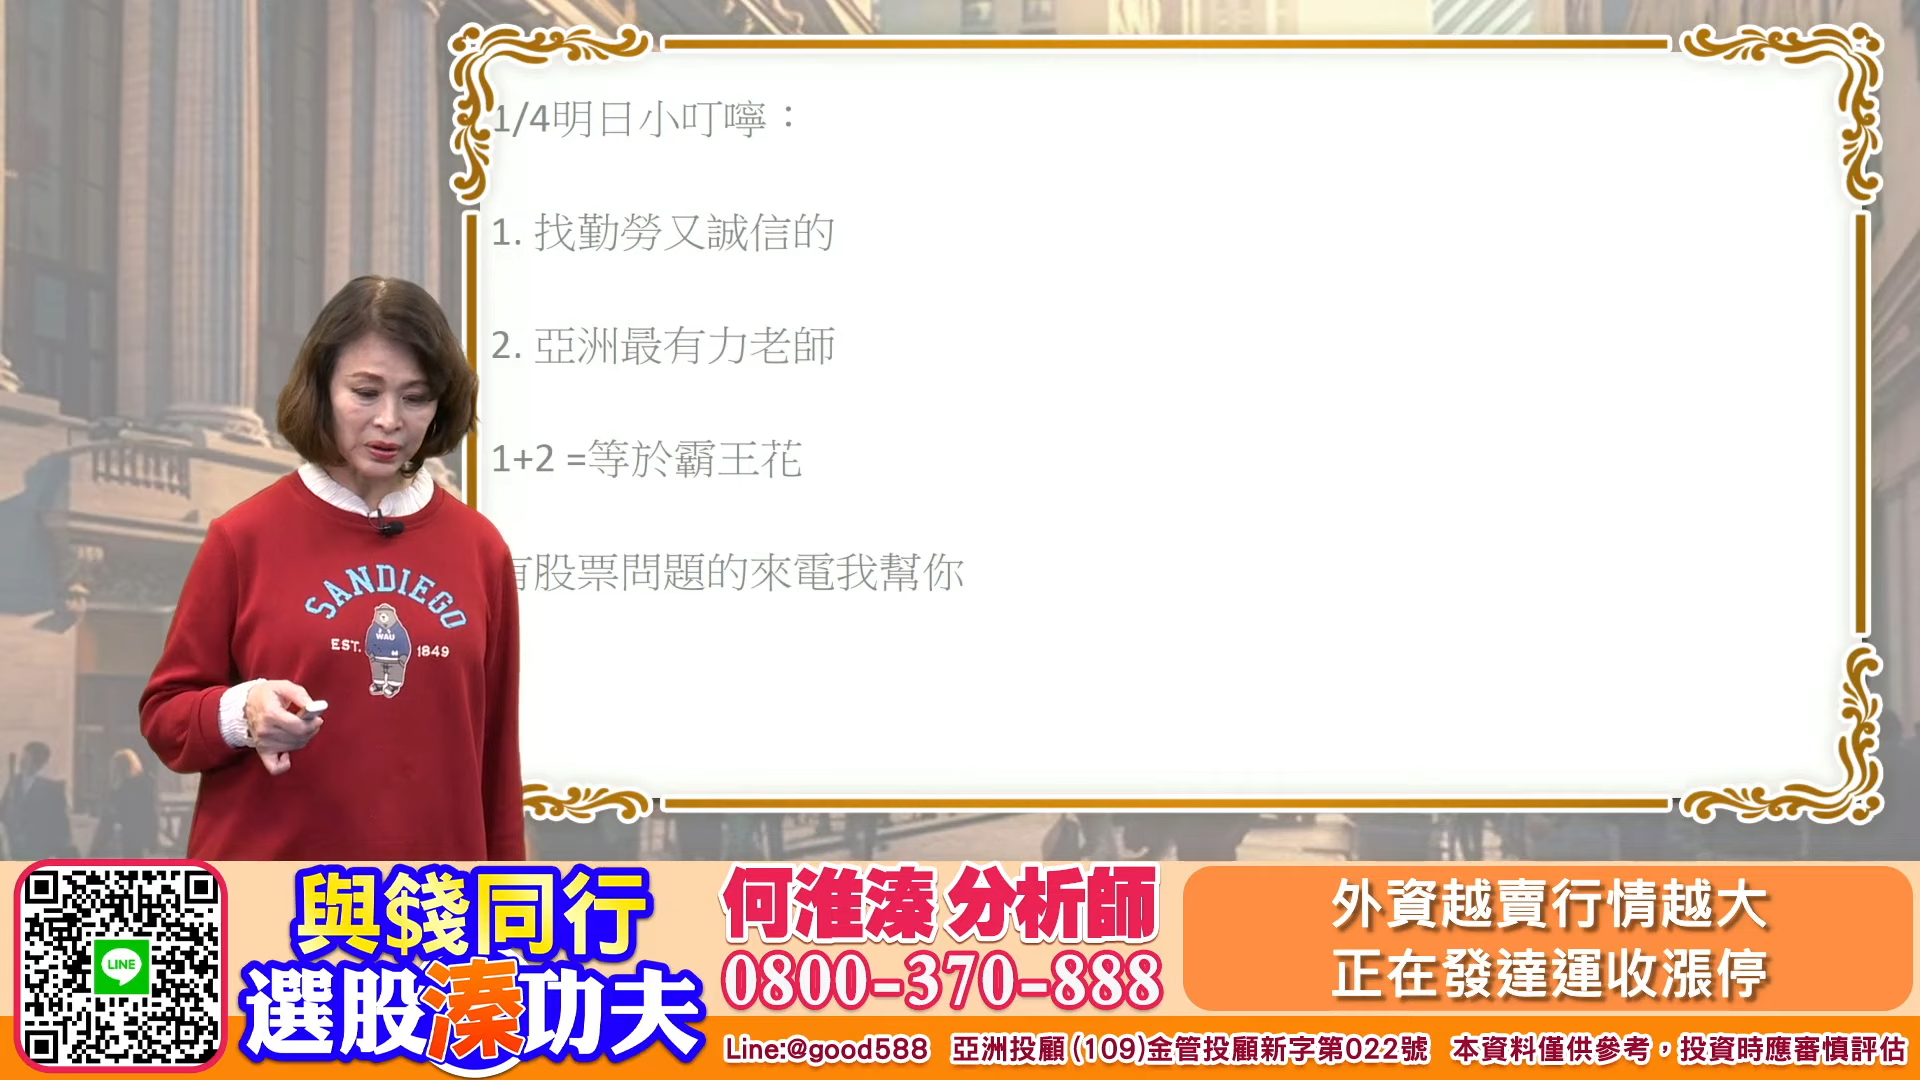 1/4明日小叮嚀：
1. 找勤勞又誠信的
2. 亞洲最有力老師
1+2 =等於霸王花
有股票問題的來電我幫你
SANDIEGO
EST. 1849
WAU
LINE
與錢同行
選股溱功夫
何淮溱 分析師
0800-370-888
外資越賣行情越大
正在發達運收漲停
Line:@good588 亞洲投顧 (109)金管投顧新字第022號 本資料僅供參考，投資時應審慎評估